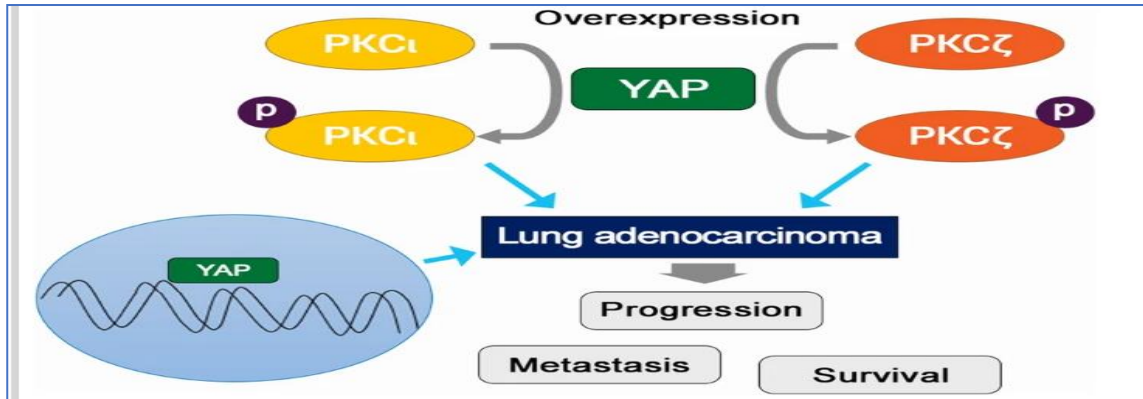 Overexpression
PKCι
PKCζ
YAP
p
PKCι
PKCζ
p
Lung adenocarcinoma
YAP
Progression
Metastasis
Survival